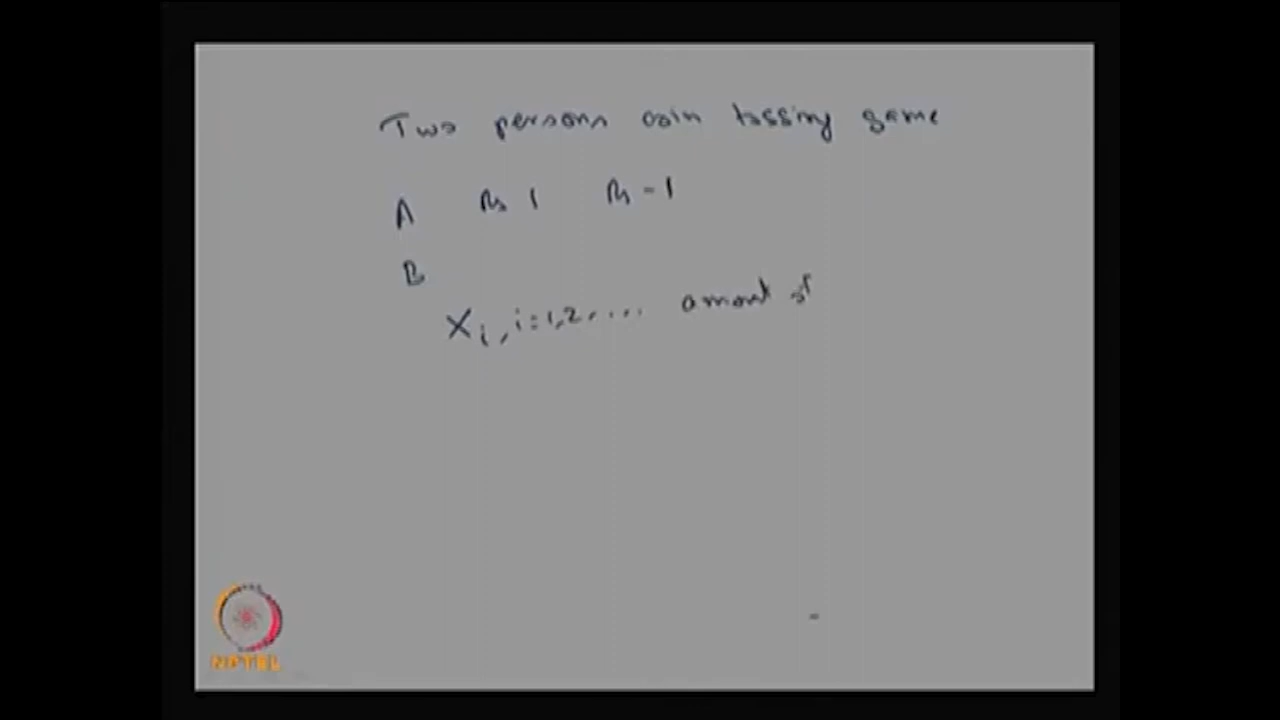 Two persons coin tossing game
A Rs 1 Rs -1
B
Xi, i=1,2,.... amount of
NPTEL